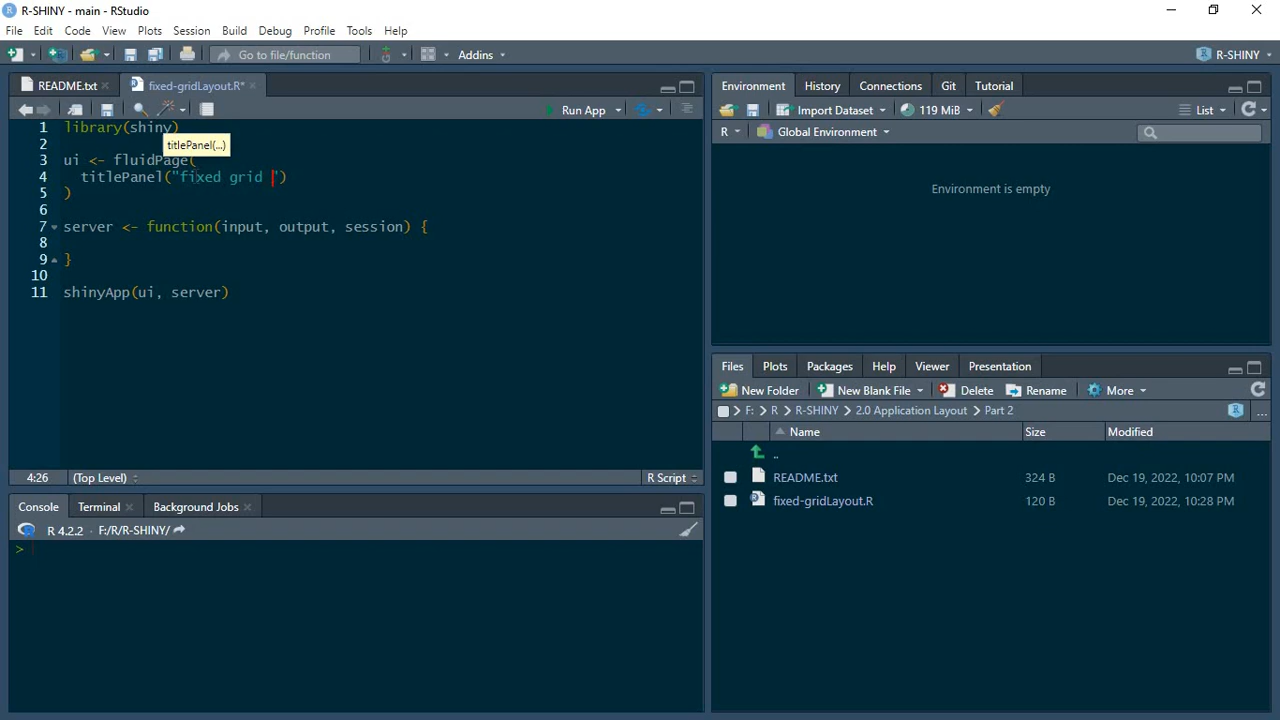 R-SHINY - main - RStudio
File Edit Code View Plots Session Build Debug Profile Tools Help
Go to file/function Addins R-SHINY
README.txt fixed-gridLayout.R*
Run App
1 library(shiny)
titlePanel(...)
2
3 ui <- fluidPage(
4 titlePanel("fixed grid ")
5 )
6
7 server <- function(input, output, session) {
8
9 }
10
11 shinyApp(ui, server)
4:26 (Top Level) R Script
Console Terminal Background Jobs
R 4.2.2 · F:/R/R-SHINY/
>
Environment History Connections Git Tutorial
Import Dataset 119 MiB List
R Global Environment
Environment is empty
Files Plots Packages Help Viewer Presentation
New Folder New Blank File Delete Rename More
F: R R-SHINY 2.0 Application Layout Part 2 ...
Name Size Modified
..
README.txt 324 B Dec 19, 2022, 10:07 PM
fixed-gridLayout.R 120 B Dec 19, 2022, 10:28 PM